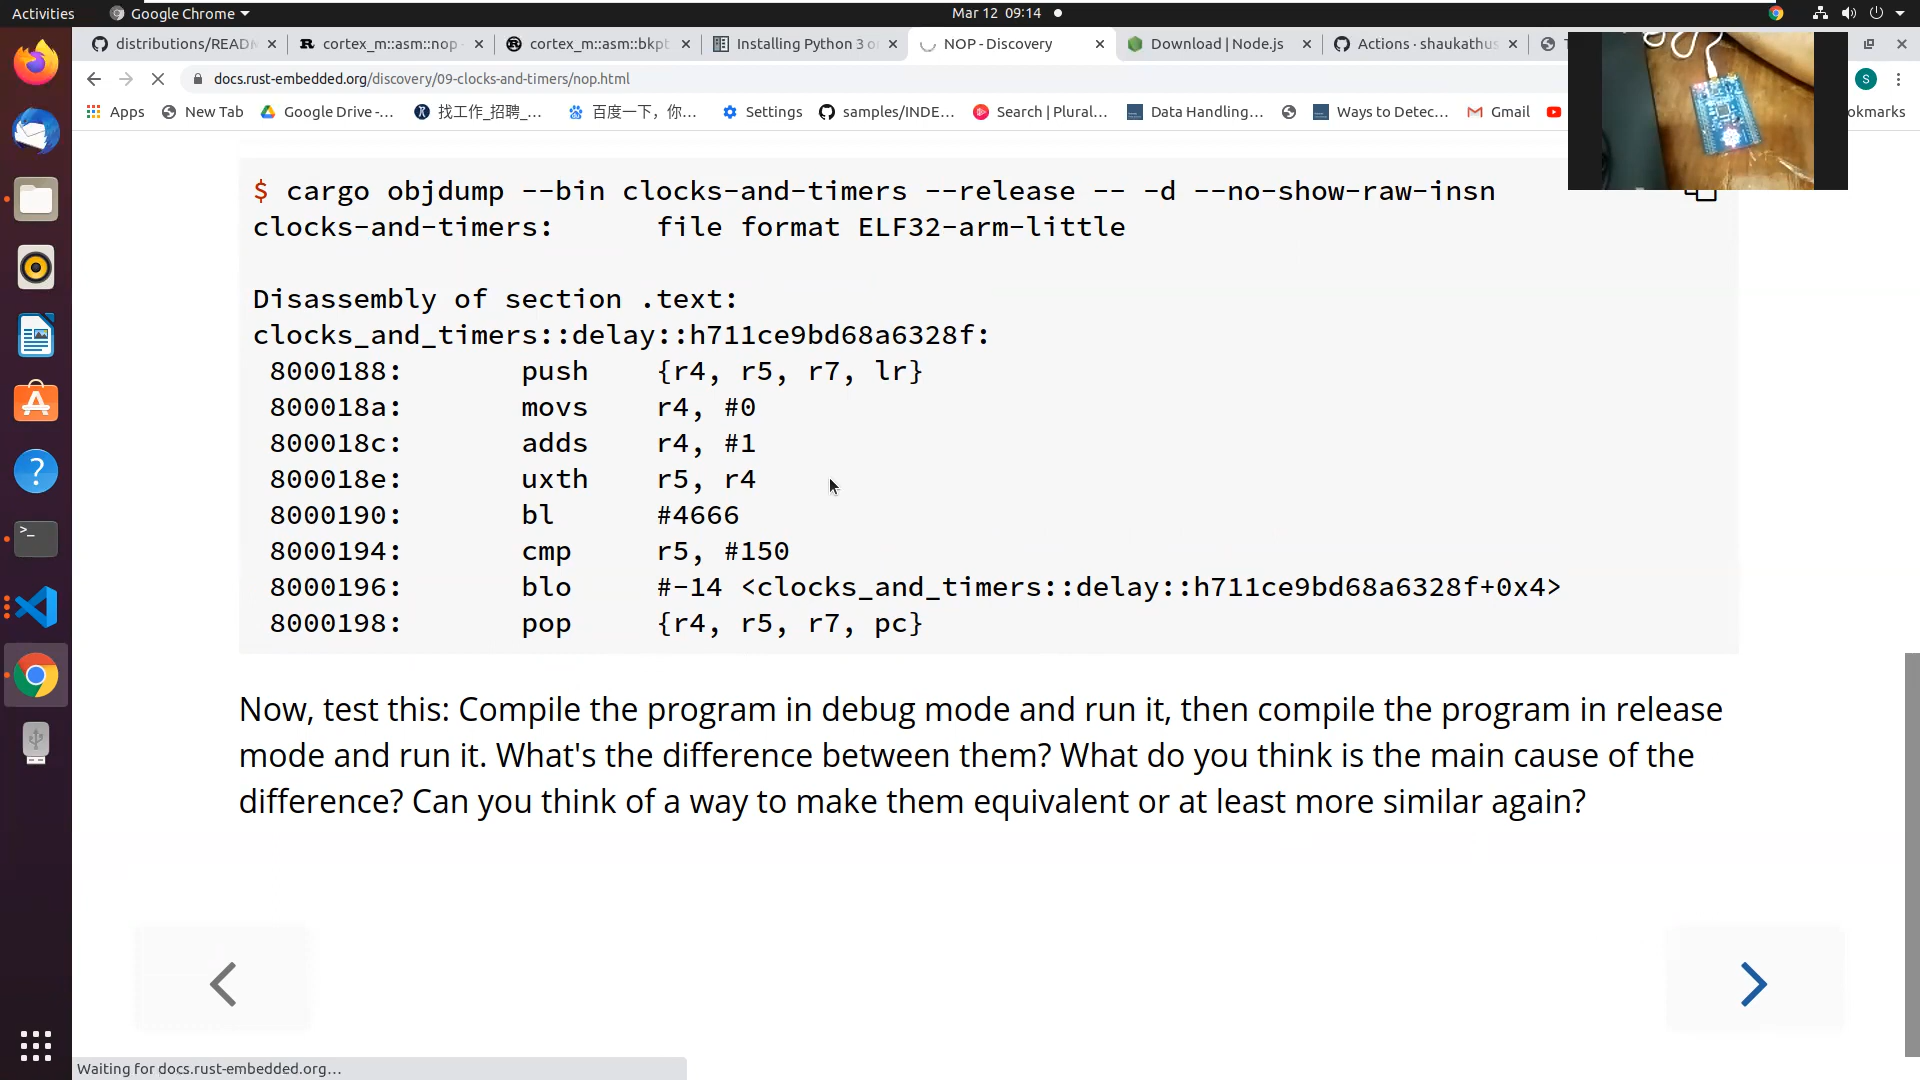 Activities
Google Chrome
Mar 12 09:14
distributions/READ
cortex_m::asm::nop
cortex_m::asm::bkpt
Installing Python 3 o
NOP - Discovery
Download | Node.js
Actions · shaukathus
docs.rust-embedded.org/discovery/09-clocks-and-timers/nop.html
S
Apps
New Tab
Google Drive -...
找工作_招聘_...
百度一下，你...
Settings
samples/INDE...
Search | Plural...
Data Handling...
Ways to Detec...
Gmail
okmarks
$ cargo objdump --bin clocks-and-timers --release -- -d --no-show-raw-insn
clocks-and-timers: file format ELF32-arm-little
Disassembly of section .text:
clocks_and_timers::delay::h711ce9bd68a6328f:
8000188: push {r4, r5, r7, lr}
800018a: movs r4, #0
800018c: adds r4, #1
800018e: uxth r5, r4
8000190: bl #4666
8000194: cmp r5, #150
8000196: blo #-14 <clocks_and_timers::delay::h711ce9bd68a6328f+0x4>
8000198: pop {r4, r5, r7, pc}
Now, test this: Compile the program in debug mode and run it, then compile the program in release
mode and run it. What's the difference between them? What do you think is the main cause of the
difference? Can you think of a way to make them equivalent or at least more similar again?
Waiting for docs.rust-embedded.org...